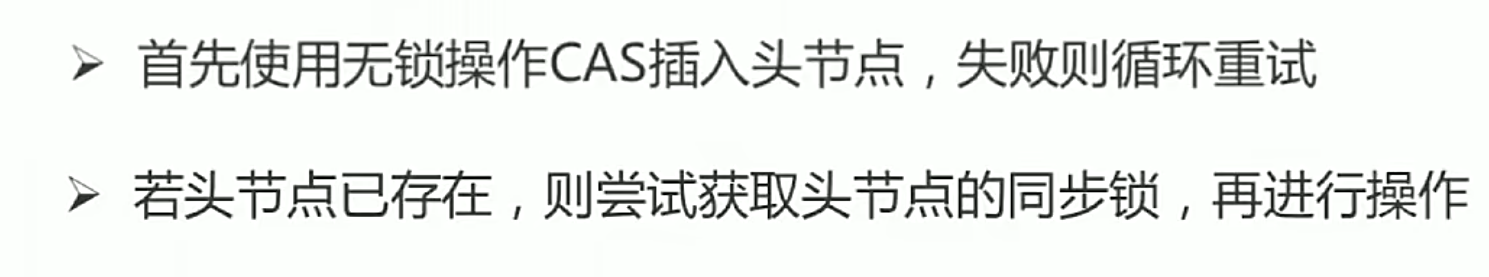 ➢ 首先使用无锁操作CAS插入头节点，失败则循环重试
➢ 若头节点已存在，则尝试获取头节点的同步锁，再进行操作